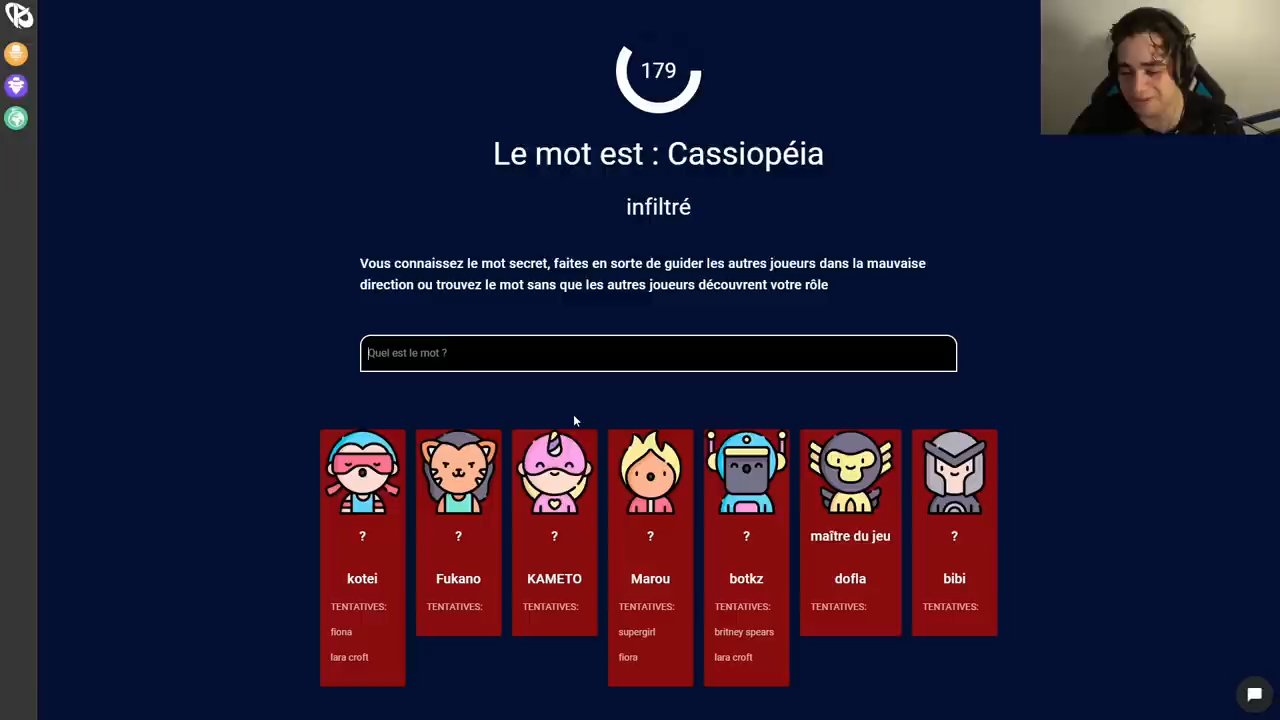 179
Le mot est : Cassiopéia
infiltré
Vous connaissez le mot secret, faites en sorte de guider les autres joueurs dans la mauvaise
direction ou trouvez le mot sans que les autres joueurs découvrent votre rôle
Quel est le mot ?
?
kotei
TENTATIVES:
fiona
lara croft
?
Fukano
TENTATIVES:
?
KAMETO
TENTATIVES:
?
Marou
TENTATIVES:
supergirl
fiora
?
botkz
TENTATIVES:
britney spears
lara croft
maître du jeu
dofla
TENTATIVES:
?
bibi
TENTATIVES: